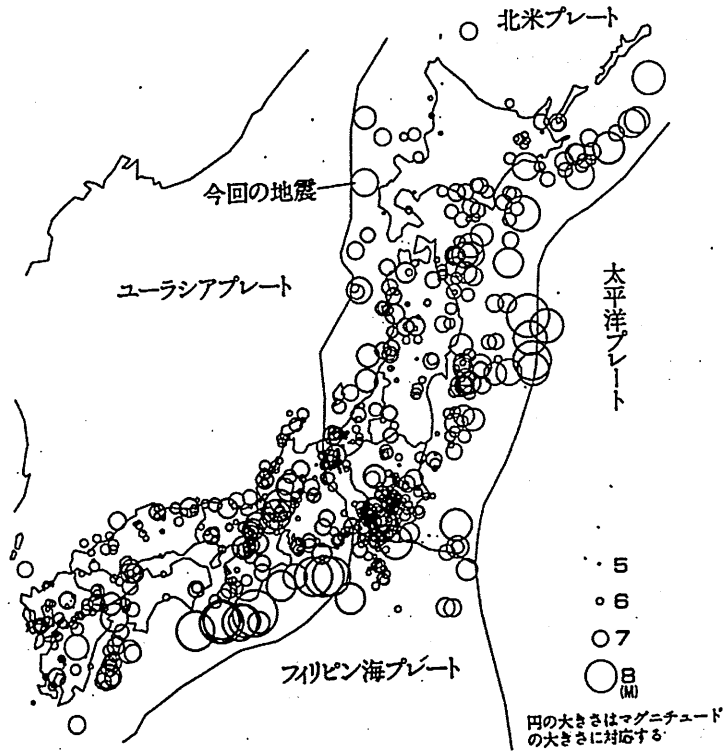 北米プレート
今回の地震
ユーラシアプレート
太平洋プレート
フィリピン海プレート
5
6
7
8
(M)
円の大きさはマグニチュード
の大きさに対応する